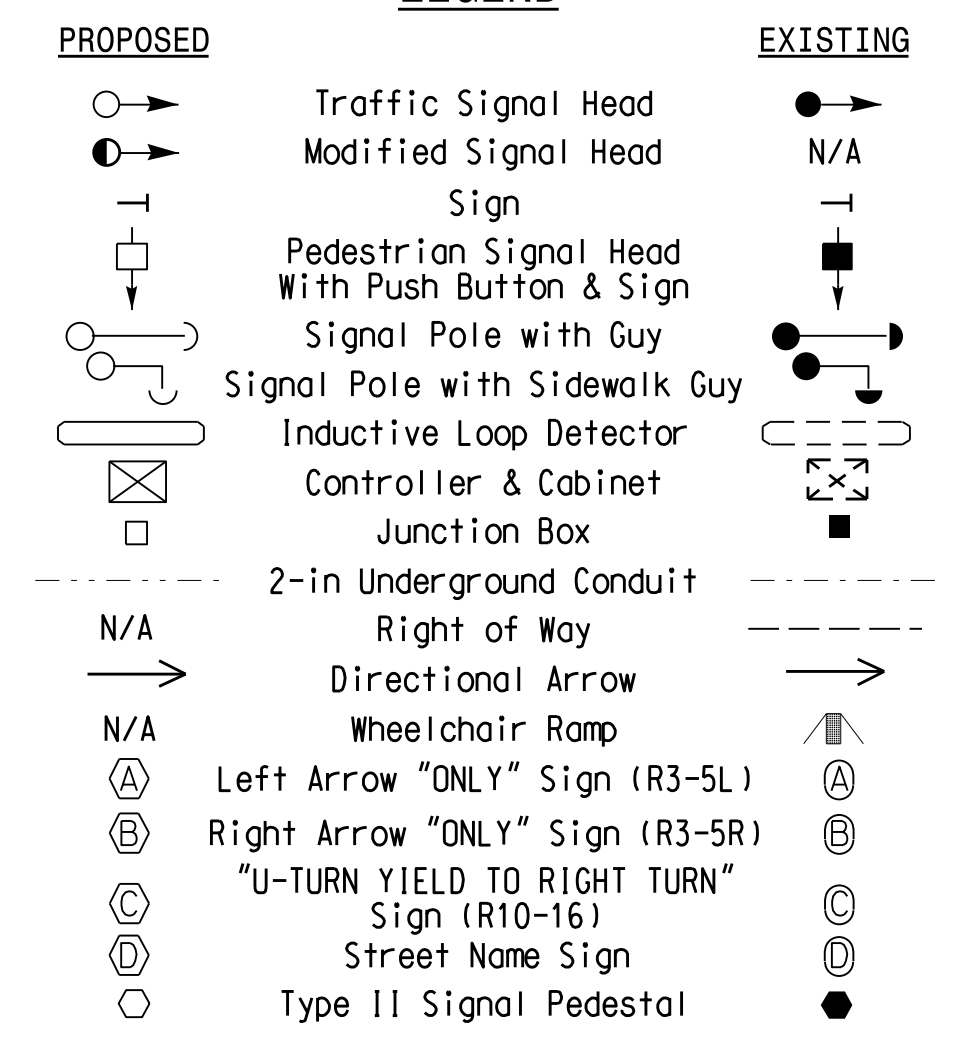 LEGEND
PROPOSED EXISTING
Traffic Signal Head
Modified Signal Head N/A
Sign
Pedestrian Signal Head
With Push Button & Sign
Signal Pole with Guy
Signal Pole with Sidewalk Guy
Inductive Loop Detector
Controller & Cabinet
Junction Box
2-in Underground Conduit
N/A Right of Way
Directional Arrow
N/A Wheelchair Ramp
A Left Arrow "ONLY" Sign (R3-5L) A
B Right Arrow "ONLY" Sign (R3-5R) B
"U-TURN YIELD TO RIGHT TURN"
C Sign (R10-16) C
D Street Name Sign D
Type II Signal Pedestal